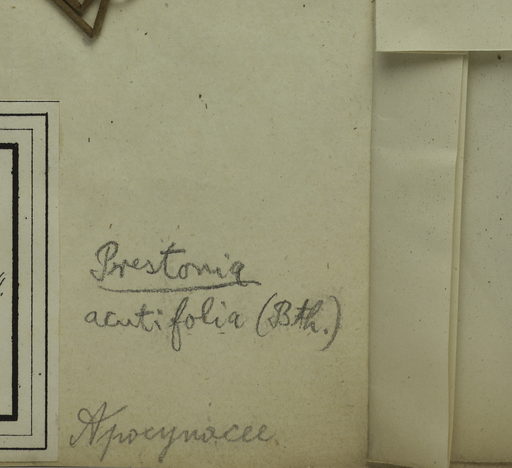 Prestonia
acutifolia (Bth.)
Apocynacee.